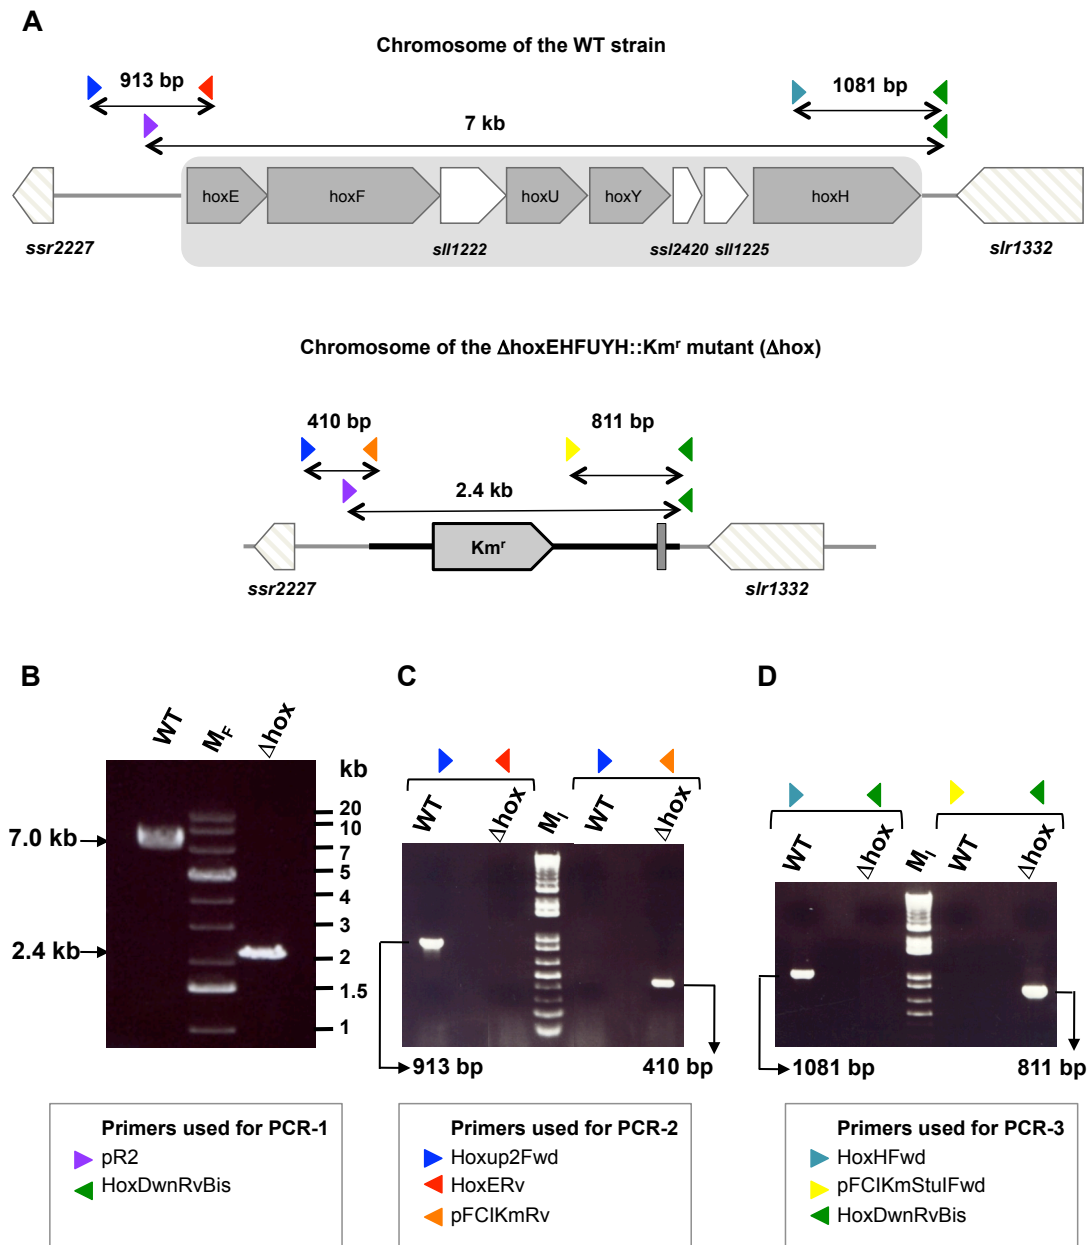 A
Chromosome of the WT strain
913 bp
1081 bp
7 kb
hoxE
hoxF
hoxU
hoxY
hoxH
ssr2227
sll1222
ssl2420
sll1225
slr1332
Chromosome of the ΔhoxEHFUYH::Kmʳ mutant (Δhox)
410 bp
811 bp
2.4 kb
Kmʳ
ssr2227
slr1332
B
WT
M_F
Δhox
kb
20
10
7
5
4
3
2
1.5
1
7.0 kb
2.4 kb
C
WT
Δhox
M_I
WT
Δhox
913 bp
410 bp
D
WT
Δhox
M_I
WT
Δhox
1081 bp
811 bp
Primers used for PCR-1
pR2
HoxDwnRvBis
Primers used for PCR-2
Hoxup2Fwd
HoxERv
pFCIKmRv
Primers used for PCR-3
HoxHFwd
pFCIKmStuIFwd
HoxDwnRvBis